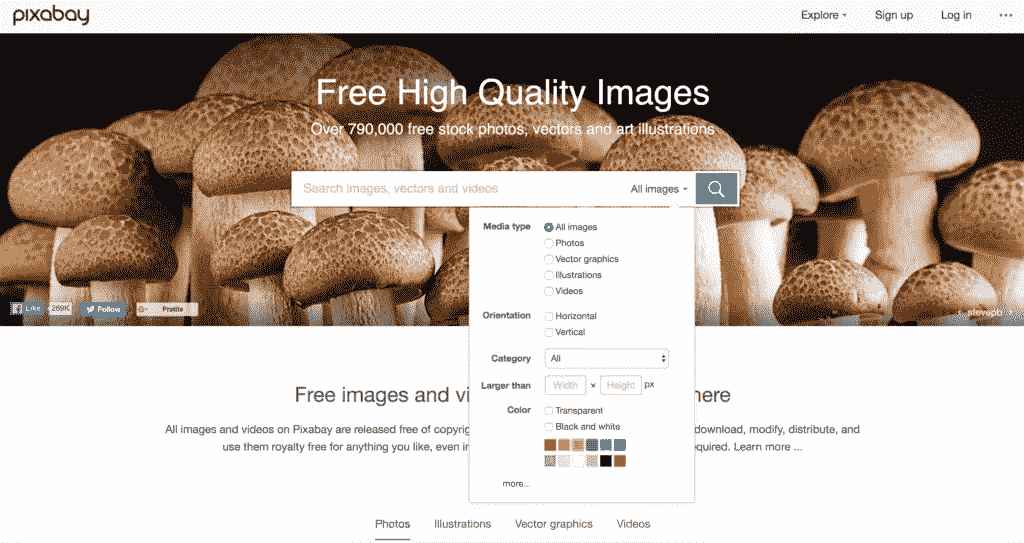 pixabay
Explore
Sign up
Log in
Free High Quality Images
Over 790,000 free stock photos, vectors and art illustrations
Search images, vectors and videos
All images
Media type
All images
Photos
Vector graphics
Illustrations
Videos
Orientation
Horizontal
Vertical
Category
All
Larger than
Width
x
Height
px
Color
Transparent
Black and white
more...
Like
269K
Follow
G+
Pratite
stevepb
Free images and vi
here
All images and videos on Pixabay are released free of copyrig
download, modify, distribute, and
use them royalty free for anything you like, even in
quired. Learn more ...
Photos
Illustrations
Vector graphics
Videos